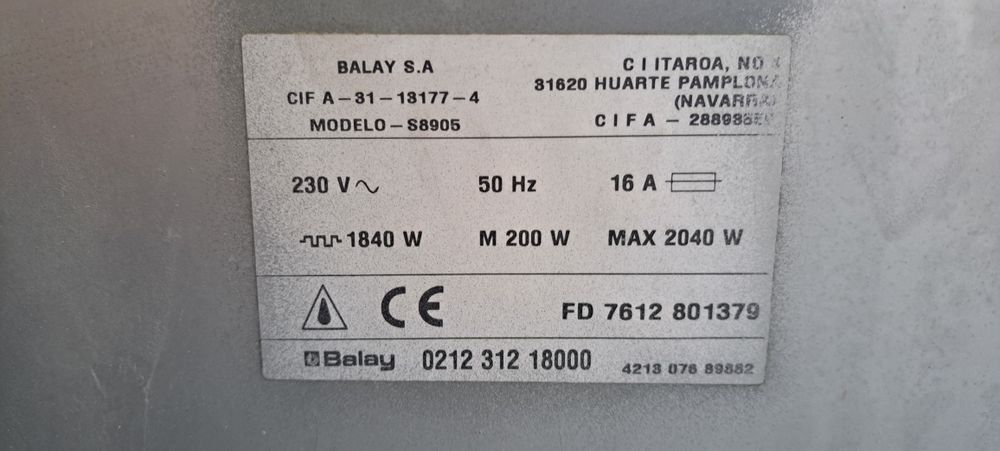 BALAY S.A
CIF A-31-13177-4
MODELO-S8905
C I ITAROA, NO
31620 HUARTE PAMPLONA
(NAVARRA)
C I F A -
230 V~ 50 Hz 16 A
1840 W M 200 W MAX 2040 W
CE FD 7612 801379
Balay 0212 312 18000 4213 076 89882